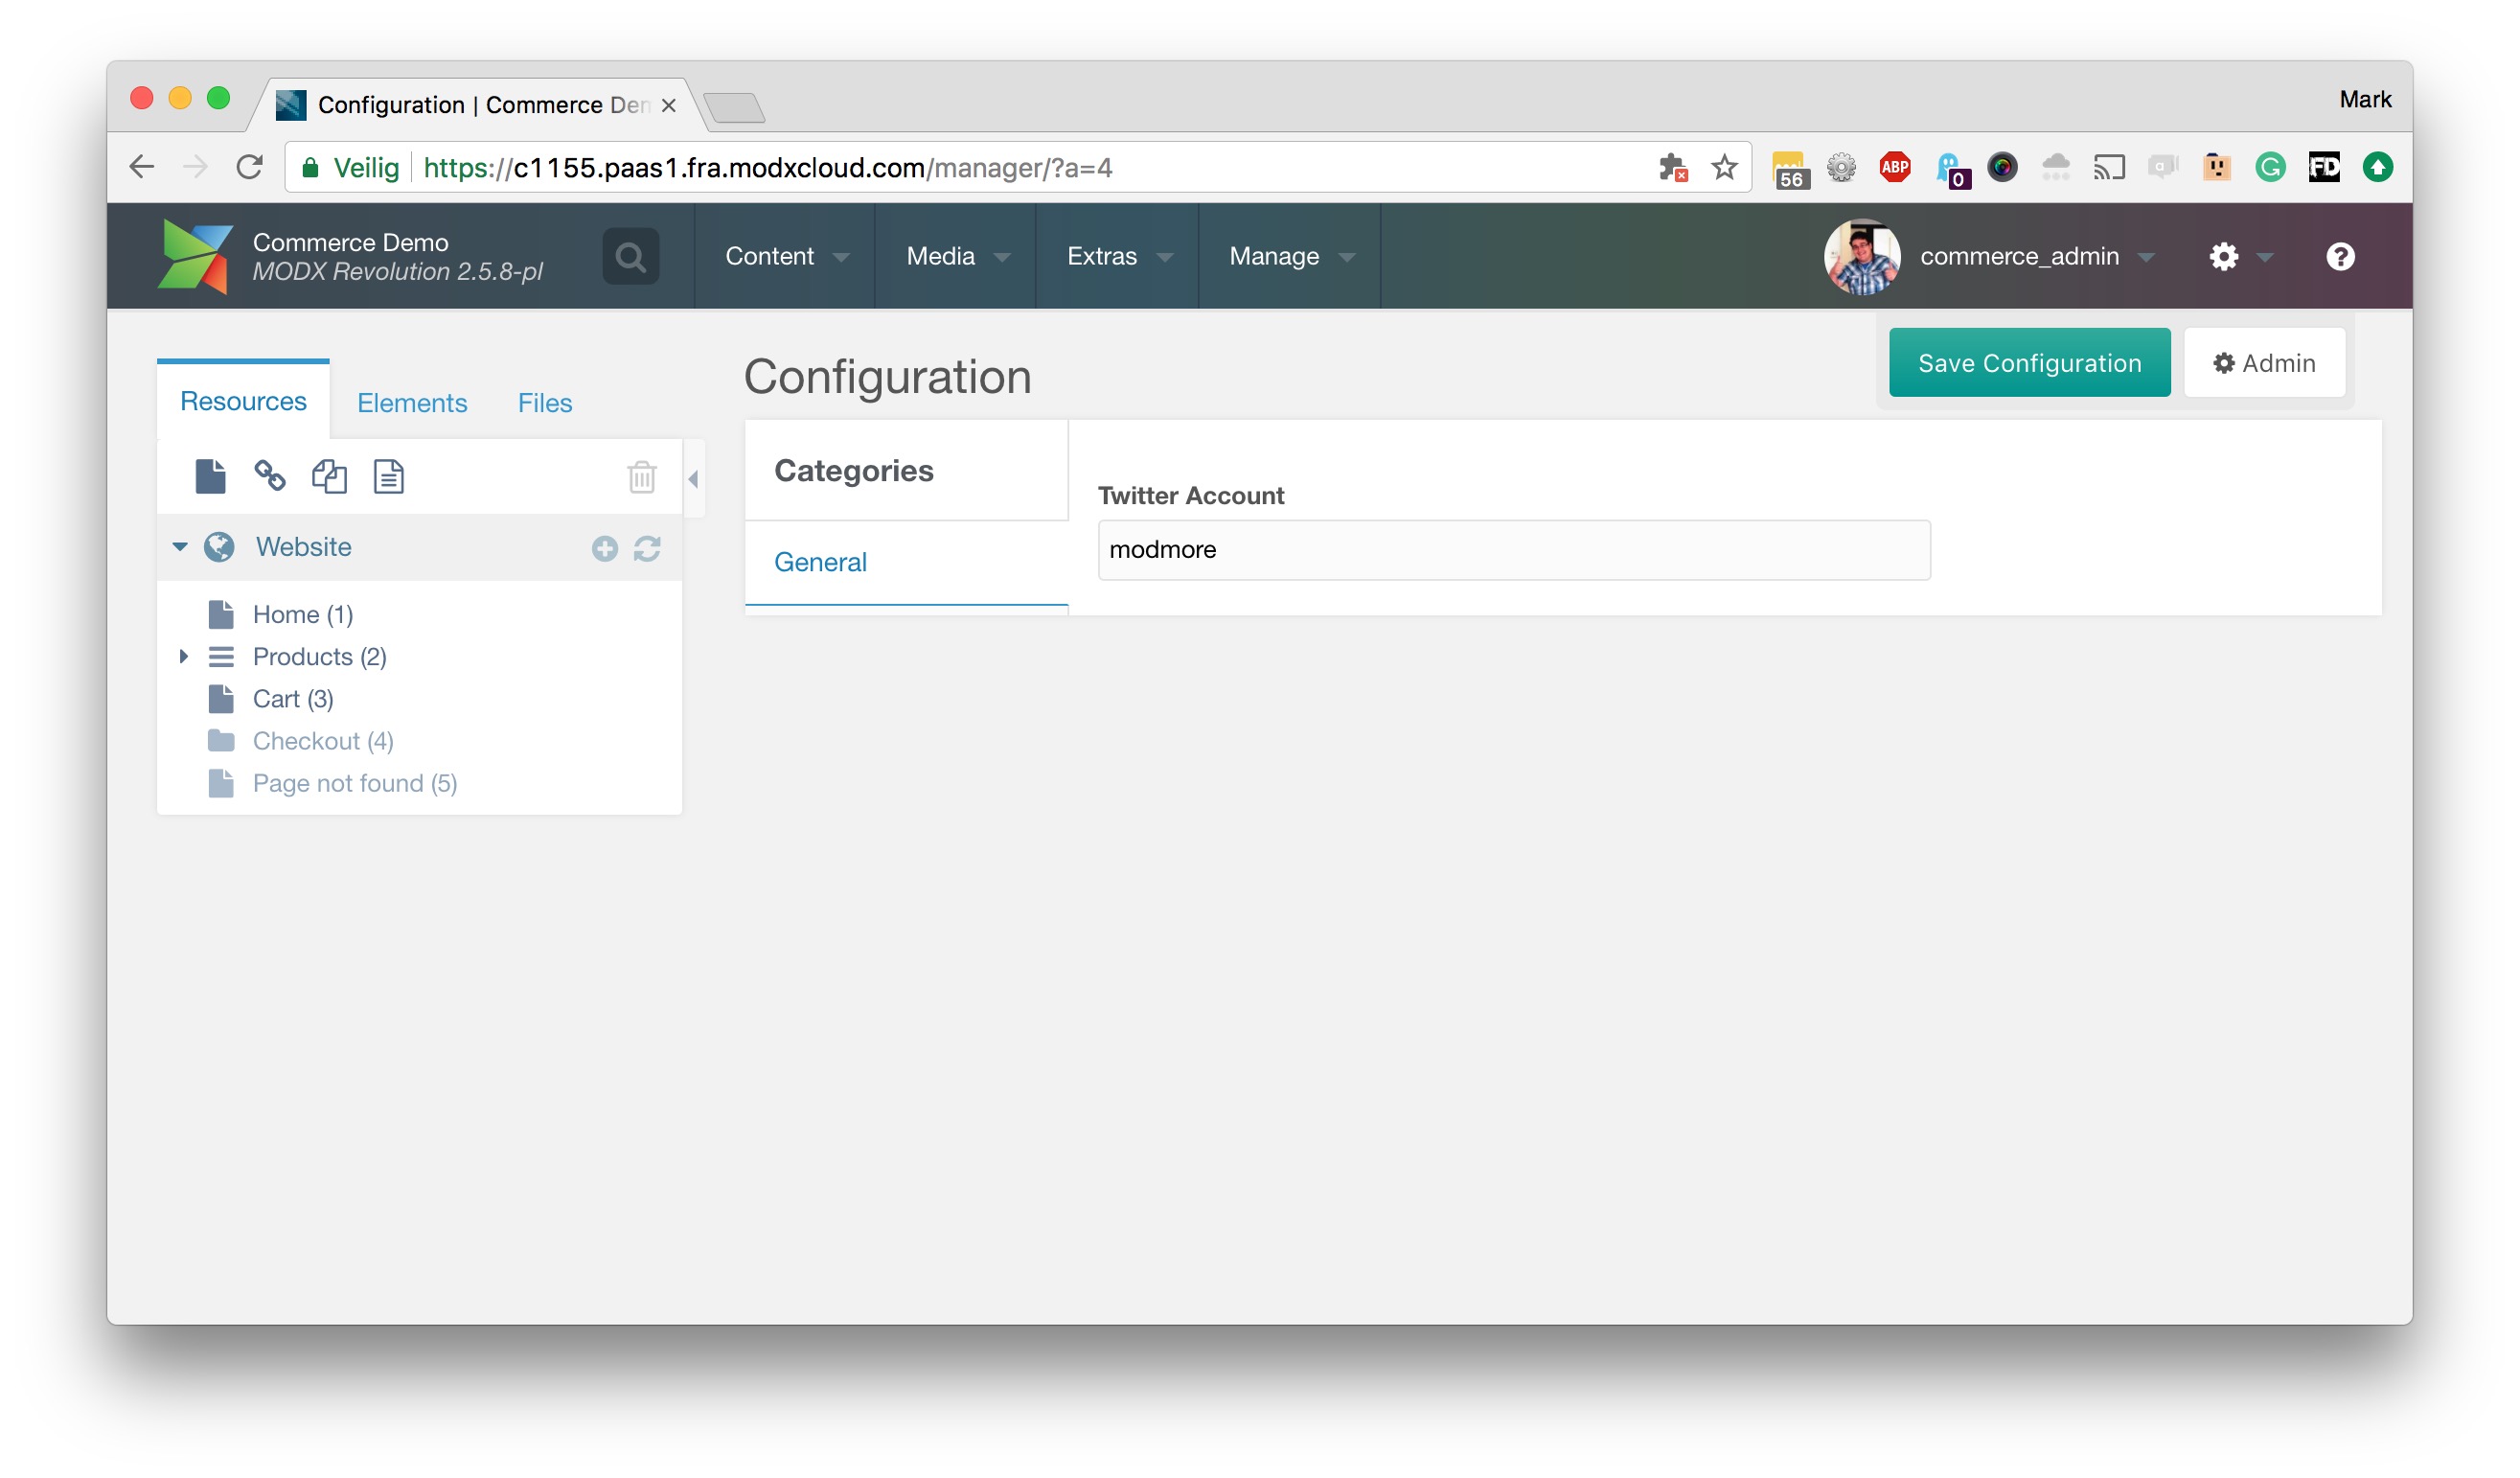 Configuration | Commerce Den
Mark
Veilig https://c1155.paas1.fra.modxcloud.com/manager/?a=4
56
ABP
0
a
G
FD
Commerce Demo
MODX Revolution 2.5.8-pl
Content
Media
Extras
Manage
commerce_admin
?
Resources
Elements
Files
Configuration
Save Configuration
Admin
Categories
General
Twitter Account
modmore
Website
Home (1)
Products (2)
Cart (3)
Checkout (4)
Page not found (5)